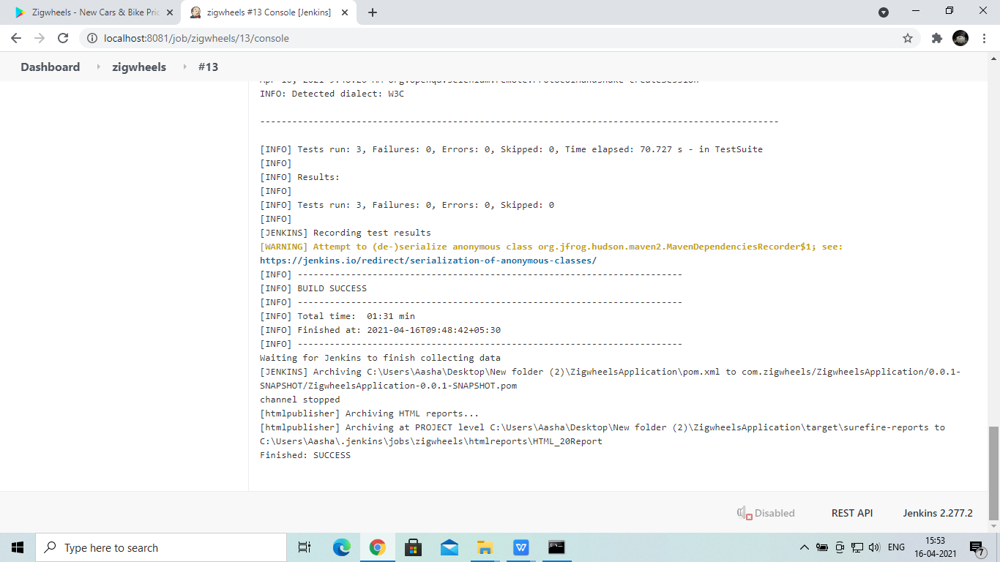 Zigwheels - New Cars & Bike Pric
zigwheels #13 Console [Jenkins]
localhost:8081/job/zigwheels/13/console
Dashboard
zigwheels
#13
INFO: Detected dialect: W3C
-------------------------------------------------------------------------------------------------
[INFO] Tests run: 3, Failures: 0, Errors: 0, Skipped: 0, Time elapsed: 70.727 s - in TestSuite
[INFO]
[INFO] Results:
[INFO]
[INFO] Tests run: 3, Failures: 0, Errors: 0, Skipped: 0
[INFO]
[JENKINS] Recording test results
[WARNING] Attempt to (de-)serialize anonymous class org.jfrog.hudson.maven2.MavenDependenciesRecorder$1; see:
https://jenkins.io/redirect/serialization-of-anonymous-classes/
[INFO] ------------------------------------------------------------------------
[INFO] BUILD SUCCESS
[INFO] ------------------------------------------------------------------------
[INFO] Total time:  01:31 min
[INFO] Finished at: 2021-04-16T09:48:42+05:30
[INFO] ------------------------------------------------------------------------
Waiting for Jenkins to finish collecting data
[JENKINS] Archiving C:\Users\Aasha\Desktop\New folder (2)\ZigwheelsApplication\pom.xml to com.zigwheels/ZigwheelsApplication/0.0.1-
SNAPSHOT/ZigwheelsApplication-0.0.1-SNAPSHOT.pom
channel stopped
[htmlpublisher] Archiving HTML reports...
[htmlpublisher] Archiving at PROJECT level C:\Users\Aasha\Desktop\New folder (2)\ZigwheelsApplication\target\surefire-reports to
C:\Users\Aasha\.jenkins\jobs\zigwheels\htmlreports\HTML_20Report
Finished: SUCCESS
Disabled
REST API
Jenkins 2.277.2
Type here to search
W
ENG
15:53
16-04-2021
7